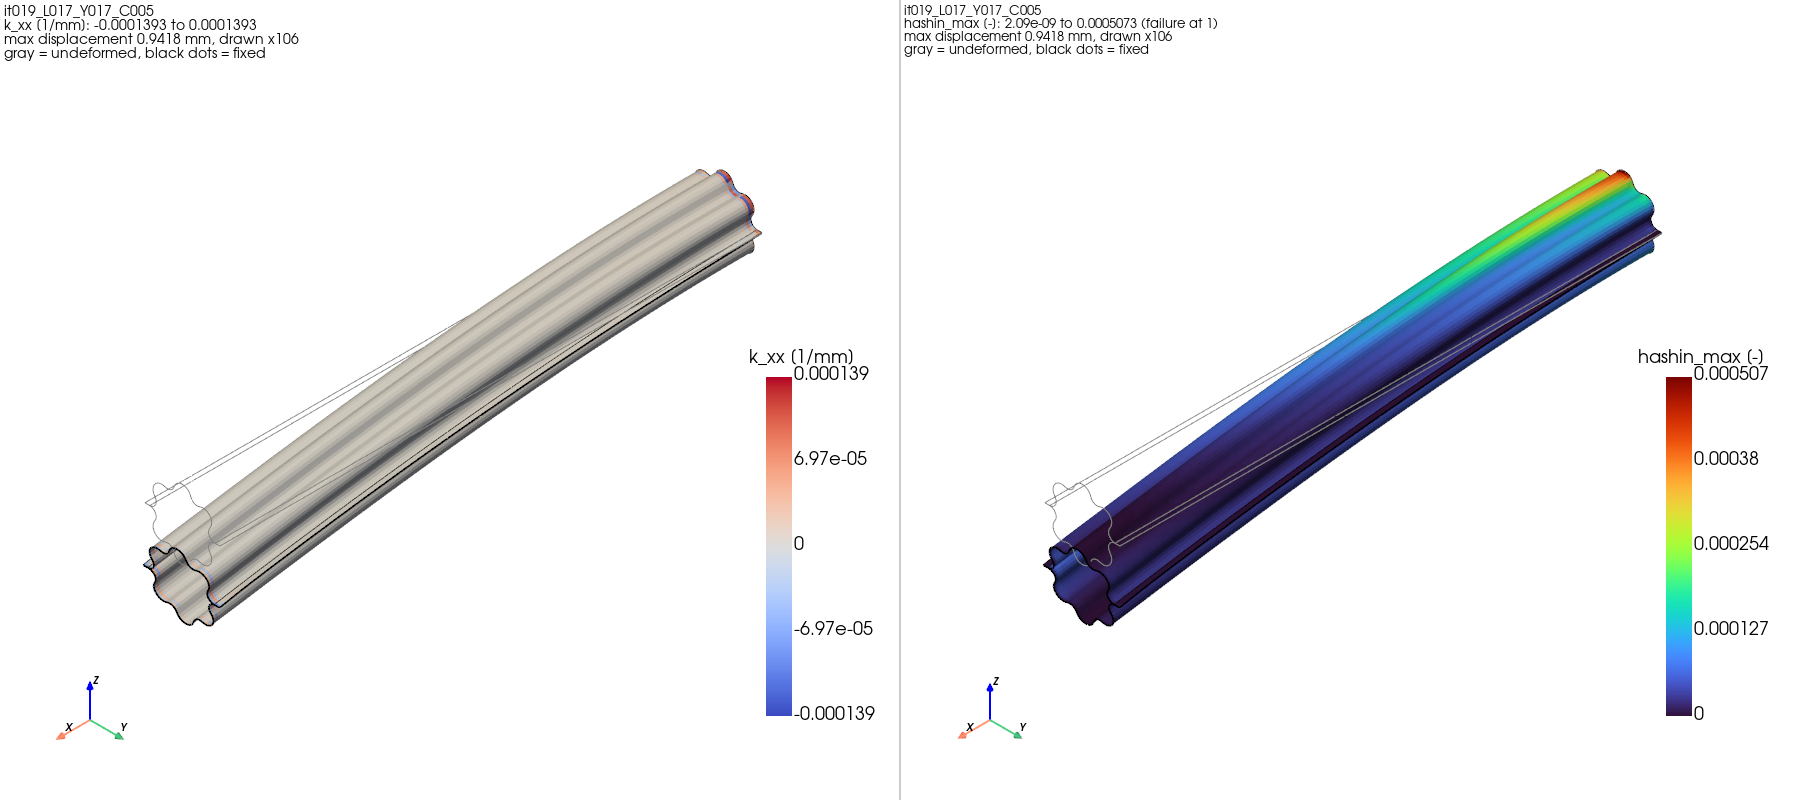 it019_L017_Y017_C005
k_xx [1/mm]: -0.0001393 to 0.0001393
max displacement 0.9418 mm, drawn x106
gray = undeformed, black dots = fixed
k_xx [1/mm]
0.000139
6.97e-05
0
-6.97e-05
-0.000139
Z
X
Y
it019_L017_Y017_C005
hashin_max [-]: 2.09e-09 to 0.0005073 (failure at 1)
max displacement 0.9418 mm, drawn x106
gray = undeformed, black dots = fixed
hashin_max [-]
0.000507
0.00038
0.000254
0.000127
0
Z
X
Y